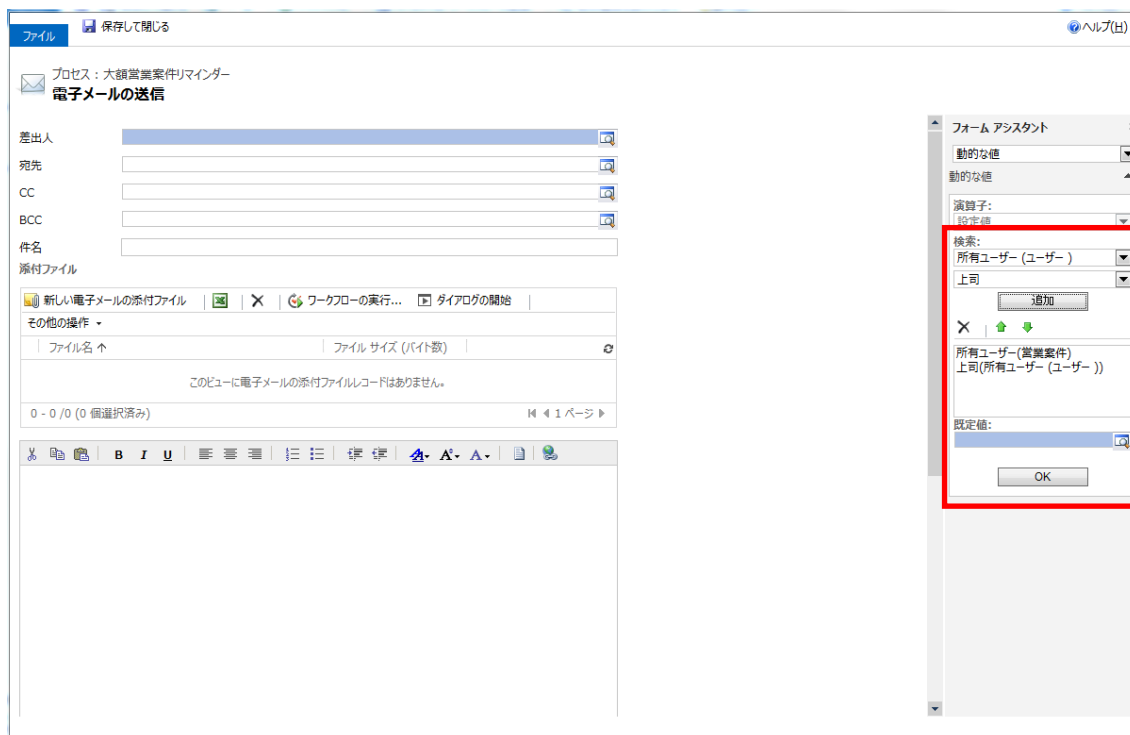 ファイル
保存して閉じる
ヘルプ(H)
プロセス : 大額営業案件リマインダー
電子メールの送信
差出人
宛先
CC
BCC
件名
添付ファイル
新しい電子メールの添付ファイル
ワークフローの実行...
ダイアログの開始
その他の操作
ファイル名
ファイル サイズ (バイト数)
このビューに電子メールの添付ファイルレコードはありません。
0 - 0 /0 (0 個選択済み)
1 ページ
B I U
A A A
フォーム アシスタント
動的な値
動的な値
演算子:
設定値
検索:
所有ユーザー (ユーザー )
上司
追加
所有ユーザー(営業案件)
上司(所有ユーザー (ユーザー ))
既定値:
OK